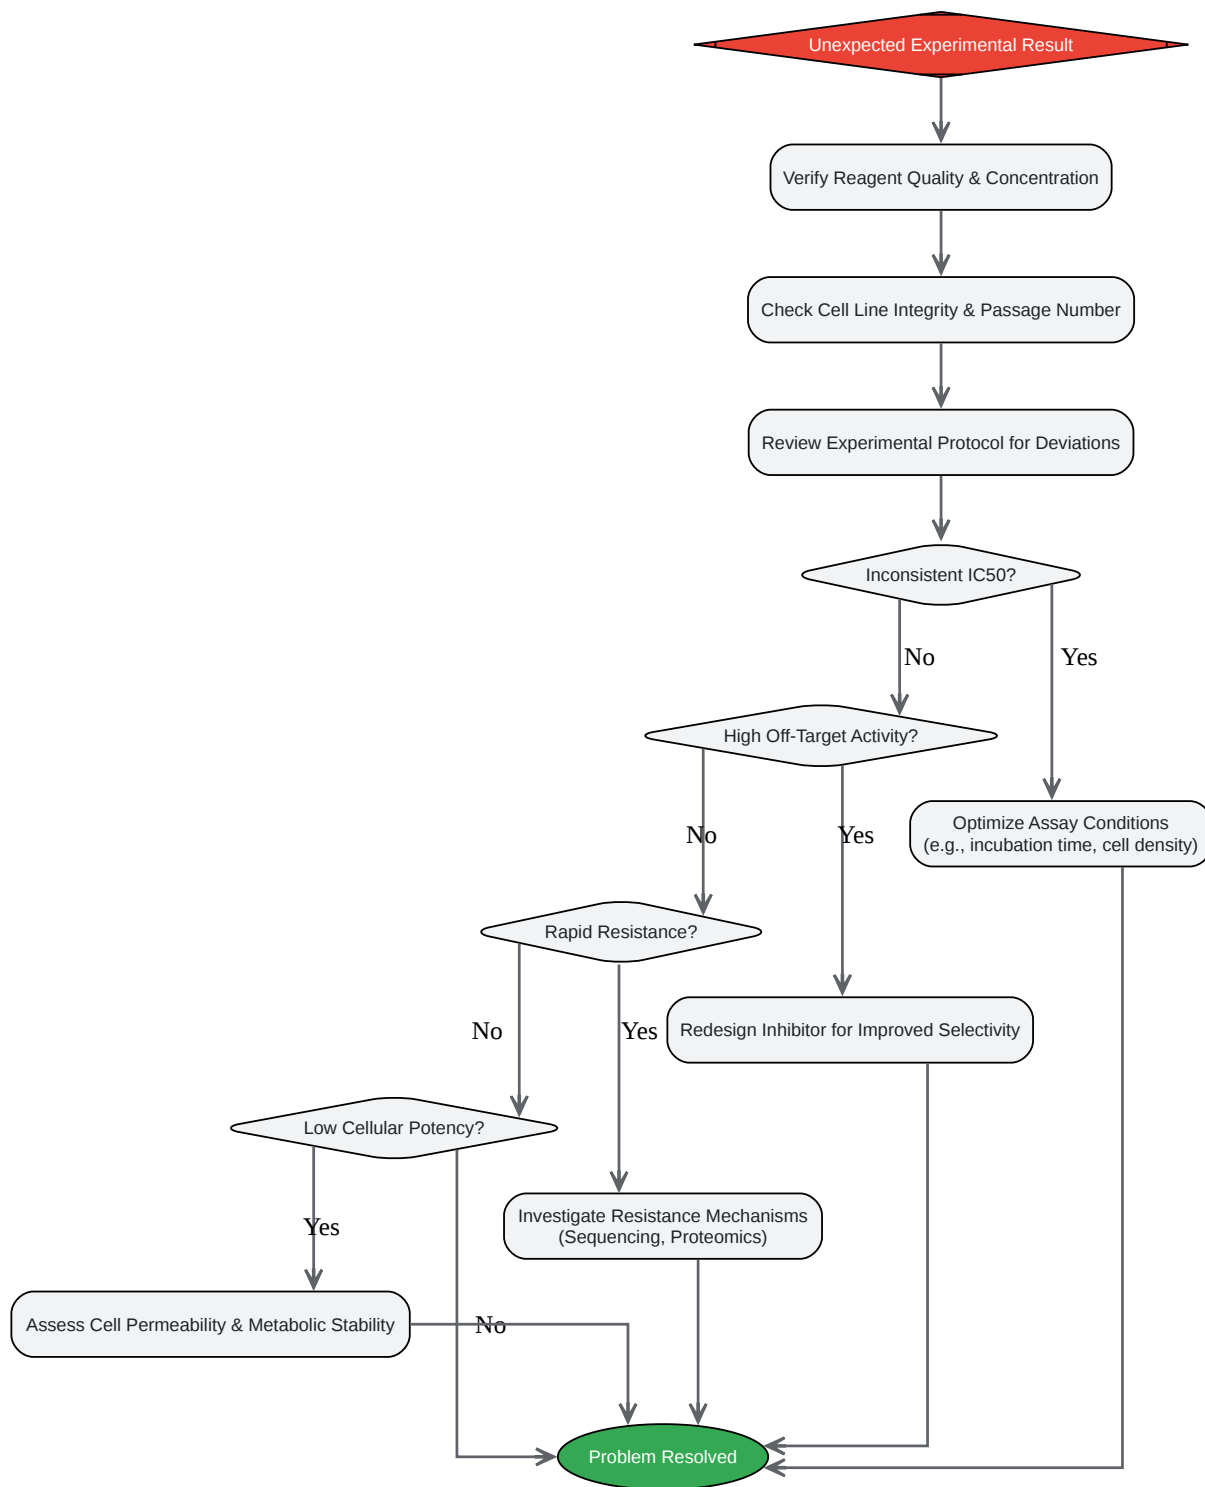 Unexpected Experimental Result
Verify Reagent Quality & Concentration
Check Cell Line Integrity & Passage Number
Review Experimental Protocol for Deviations
Inconsistent IC50?
No
Yes
High Off-Target Activity?
No
Yes
Optimize Assay Conditions
(e.g., incubation time, cell density)
Rapid Resistance?
No
Yes
Redesign Inhibitor for Improved Selectivity
Low Cellular Potency?
Yes
Investigate Resistance Mechanisms
(Sequencing, Proteomics)
Assess Cell Permeability & Metabolic Stability
No
Problem Resolved